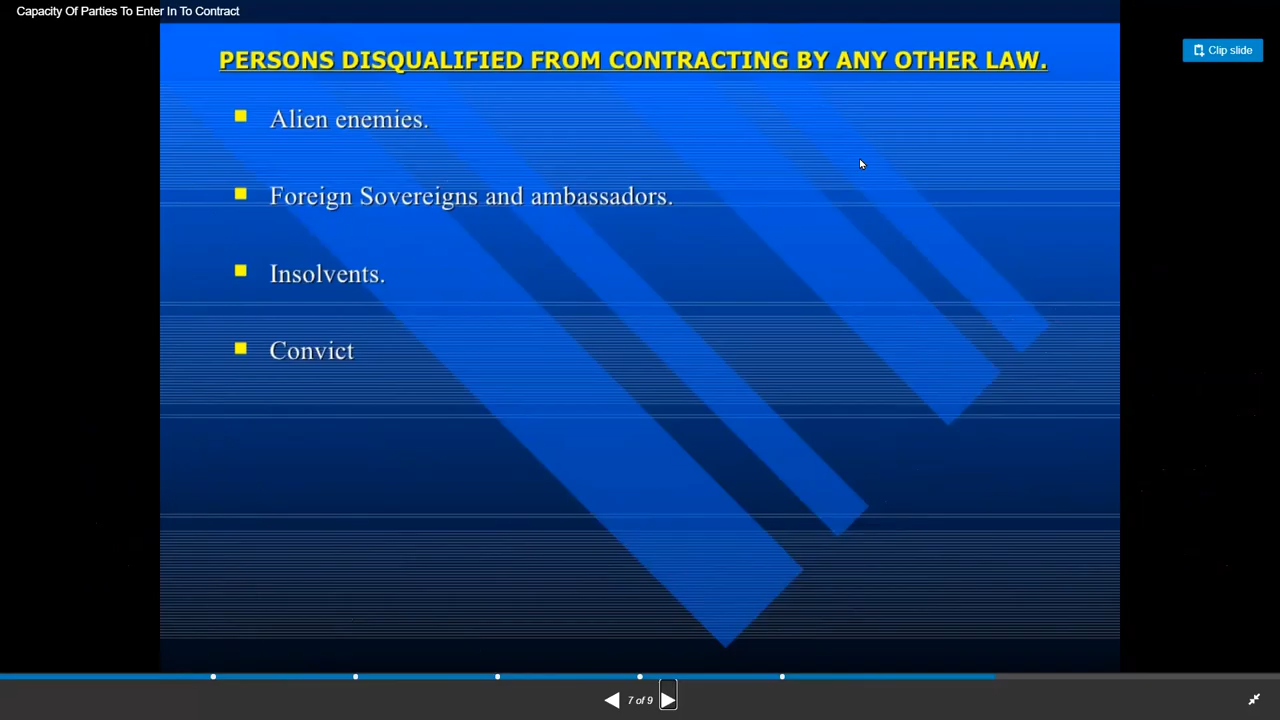 Capacity Of Parties To Enter In To Contract
Clip slide
PERSONS DISQUALIFIED FROM CONTRACTING BY ANY OTHER LAW.
Alien enemies.
Foreign Sovereigns and ambassadors.
Insolvents.
Convict
7 of 9